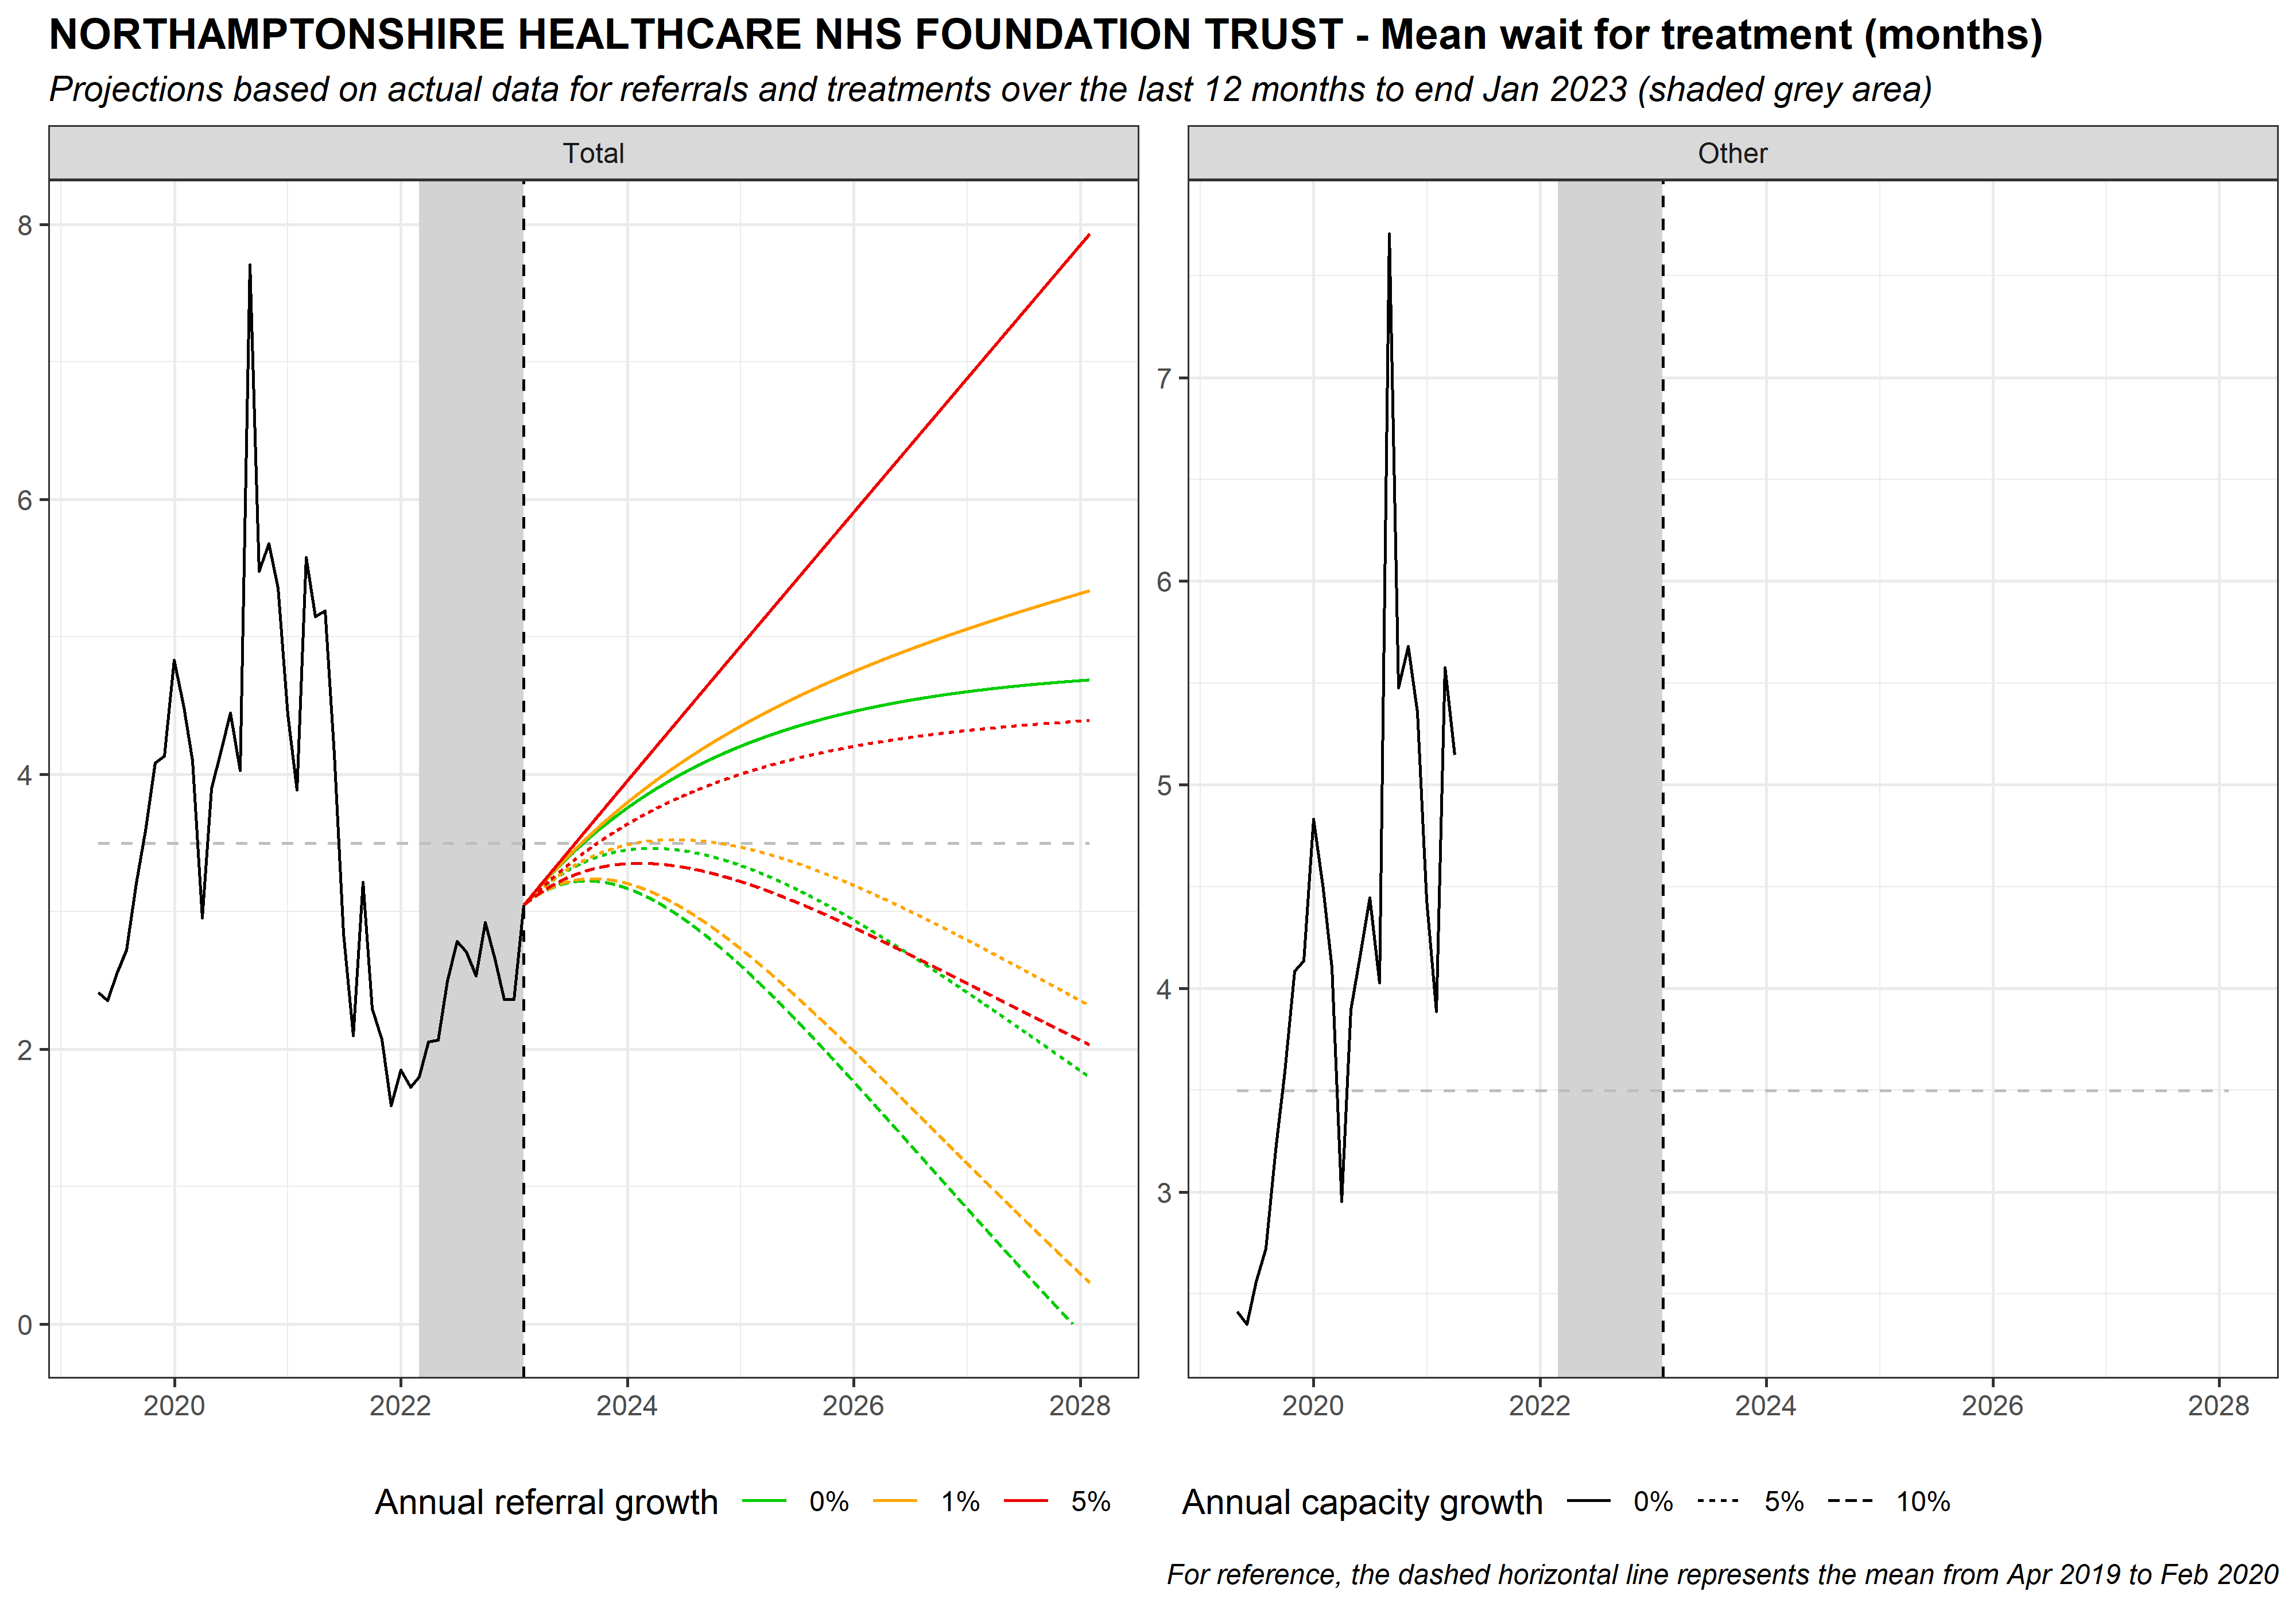 NORTHAMPTONSHIRE HEALTHCARE NHS FOUNDATION TRUST - Mean wait for treatment (months)
Projections based on actual data for referrals and treatments over the last 12 months to end Jan 2023 (shaded grey area)
Total
Other
8
6
4
2
0
7
6
5
4
3
2020 2022 2024 2026 2028
2020 2022 2024 2026 2028
Annual referral growth 0% 1% 5%
Annual capacity growth 0% 5% 10%
For reference, the dashed horizontal line represents the mean from Apr 2019 to Feb 2020